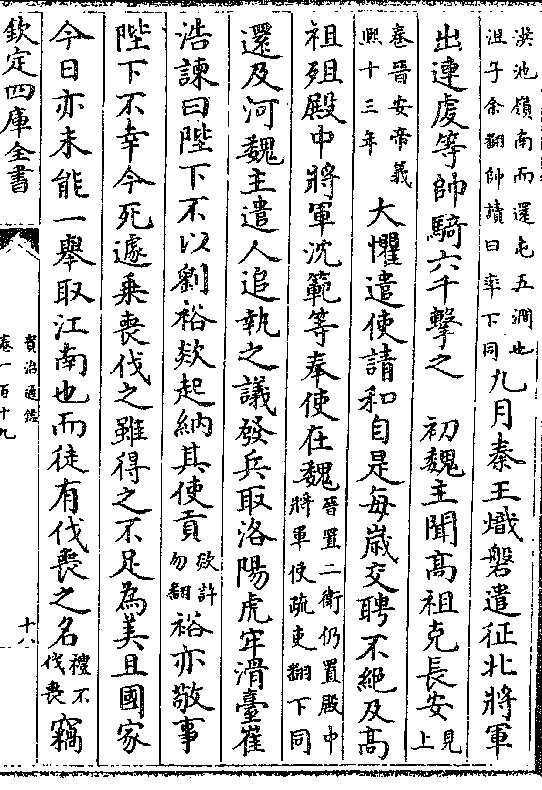 洪池嶺南而還屯五澗也
沮子余翻帥讀曰率下同
九月秦王熾磐遣征北將軍
出連虔等帥騎六千擊之　初魏主聞髙祖克長安
見
上
卷晉安帝義
熙十三年
大懼遣使請和自是毎嵗交聘不絶及髙
祖殂殿中將軍沈範等奉使在魏
晉置二衛仍置殿中
將軍使疏吏翻下同
還及河魏主遣人追執之議發兵取洛陽虎牢滑臺崔
浩諫曰陛下不以劉裕歘起納其使貢
歘許
勿翻
裕亦敬事
陛下不幸今死遽乗喪伐之雖得之不足為美且國家
今日亦未能一舉取江南也而徒有伐喪之名
禮不
伐喪
竊
欽定四庫全書
資治通鑑
卷一百十九
十八